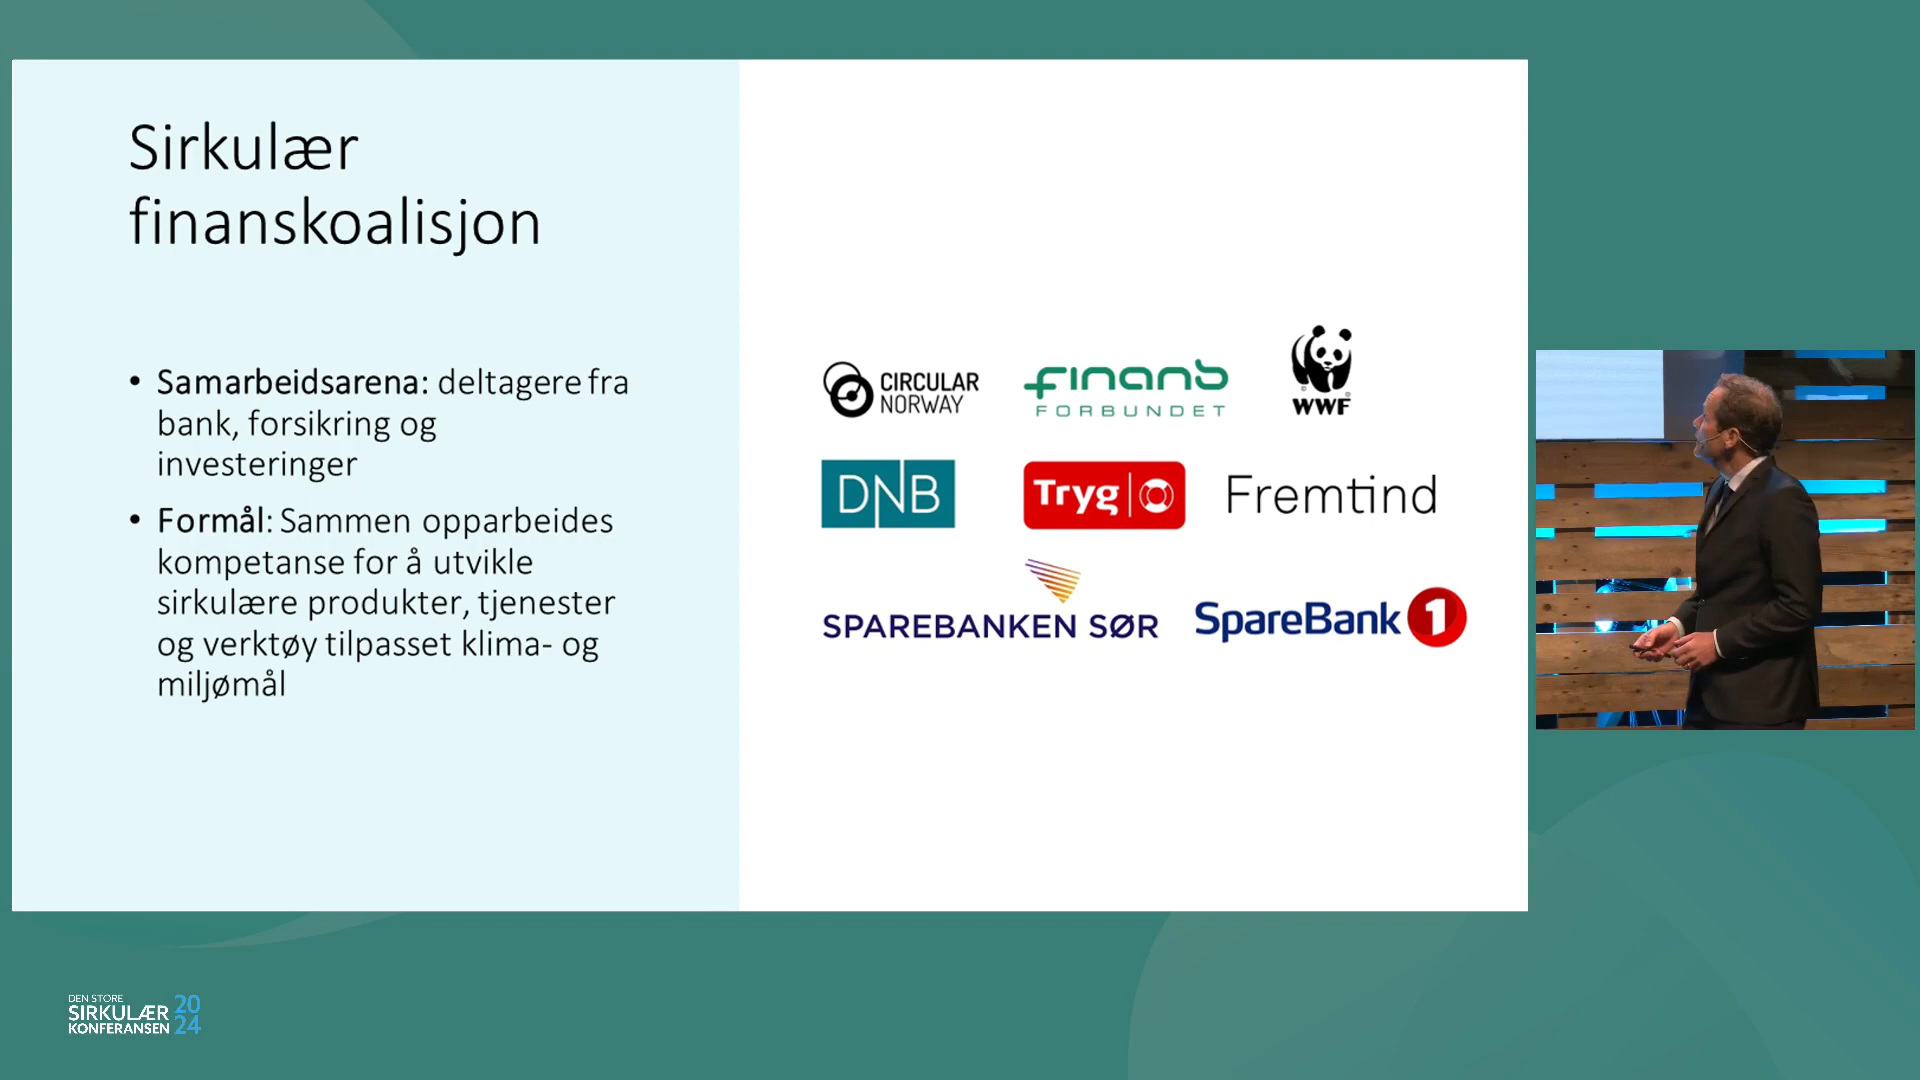 Sirkulær
finanskoalisjon
• Samarbeidsarena: deltagere fra
bank, forsikring og
investeringer
• Formål: Sammen opparbeides
kompetanse for å utvikle
sirkulære produkter, tjenester
og verktøy tilpasset klima- og
miljømål
CIRCULAR
NORWAY
finans
FORBUNDET
WWF
DNB
Tryg
Fremtind
SPAREBANKEN SØR
SpareBank 1
DEN STORE
SIRKULÆR
KONFERANSEN
20
24